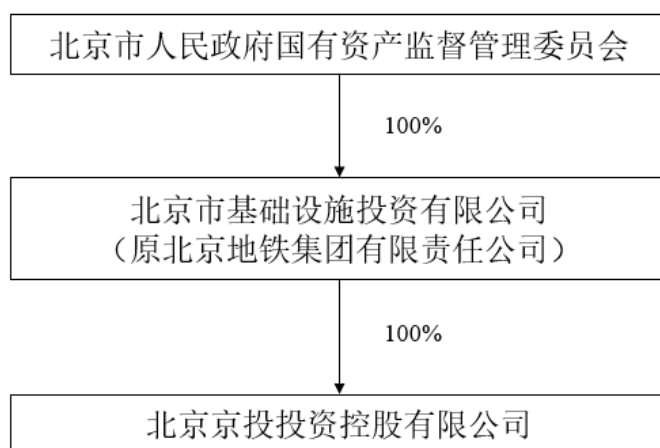 北京市人民政府国有资产监督管理委员会
100%
北京市基础设施投资有限公司
（原北京地铁集团有限责任公司）
100%
北京京投投资控股有限公司